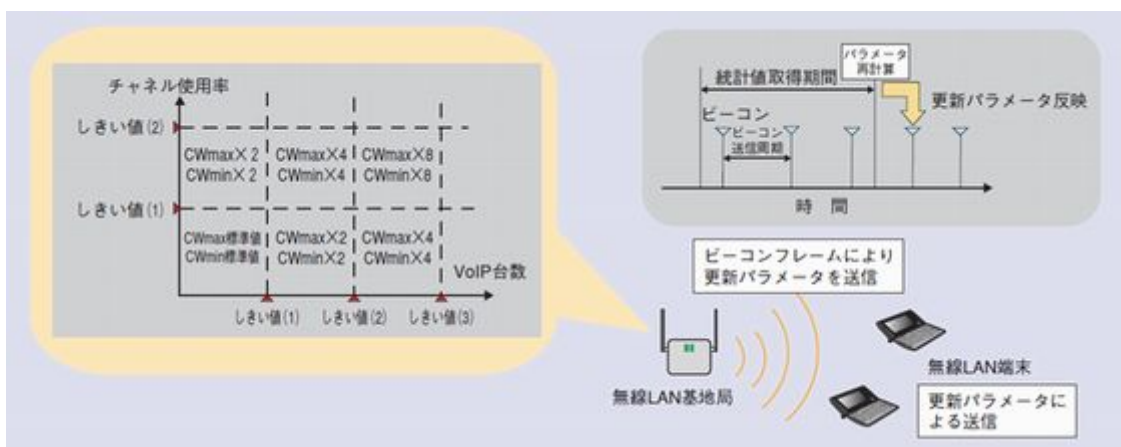 チャネル使用率
しきい値(2)
CWmax×2
CWmin×2
CWmax×4
CWmin×4
CWmax×8
CWmin×8
しきい値(1)
CWmax標準値
CWmin標準値
CWmax×2
CWmin×2
CWmax×4
CWmin×4
VoIP台数
しきい値(1)
しきい値(2)
しきい値(3)
パラメータ
再計算
統計値取得期間
更新パラメータ反映
ビーコン
ビーコン
送信周期
時 間
ビーコンフレームにより
更新パラメータを送信
無線LAN基地局
無線LAN端末
更新パラメータに
よる送信